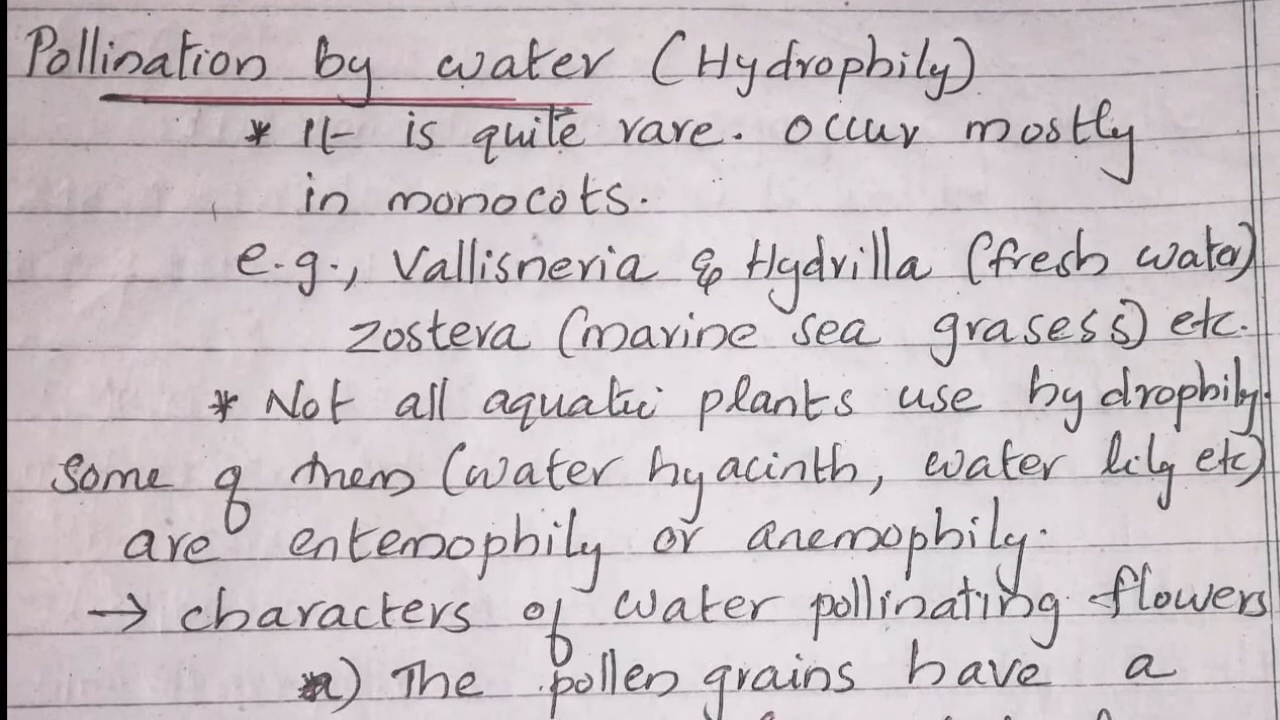 Pollination by water (Hydrophily)
* It is quite rare. Occur mostly
in monocots.
e.g., Vallisneria & Hydrilla (fresh water)
Zostera (marine sea grasess) etc.
* Not all aquatic plants use hydrophily.
Some of them (water hyacinth, water lily etc)
are entemophily or anemophily.
→ characters of water pollinating flowers
a) The pollen grains have a